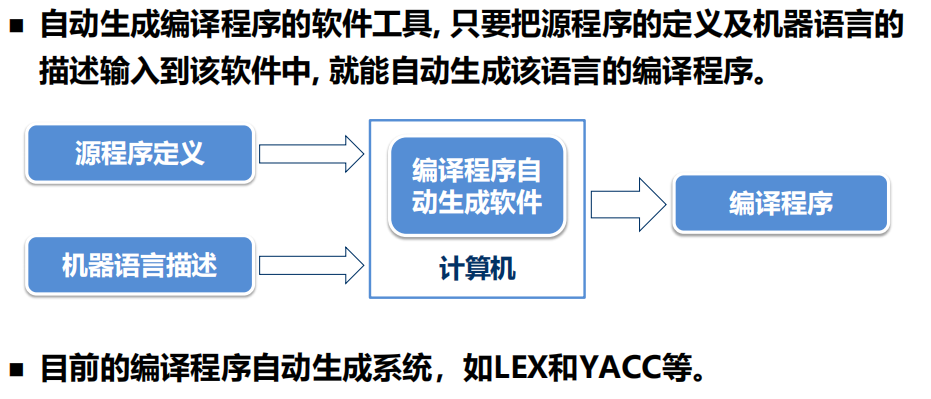 ▪ 自动生成编译程序的软件工具, 只要把源程序的定义及机器语言的
描述输入到该软件中, 就能自动生成该语言的编译程序。
源程序定义
编译程序自
动生成软件
编译程序
机器语言描述
计算机
▪ 目前的编译程序自动生成系统，如LEX和YACC等。